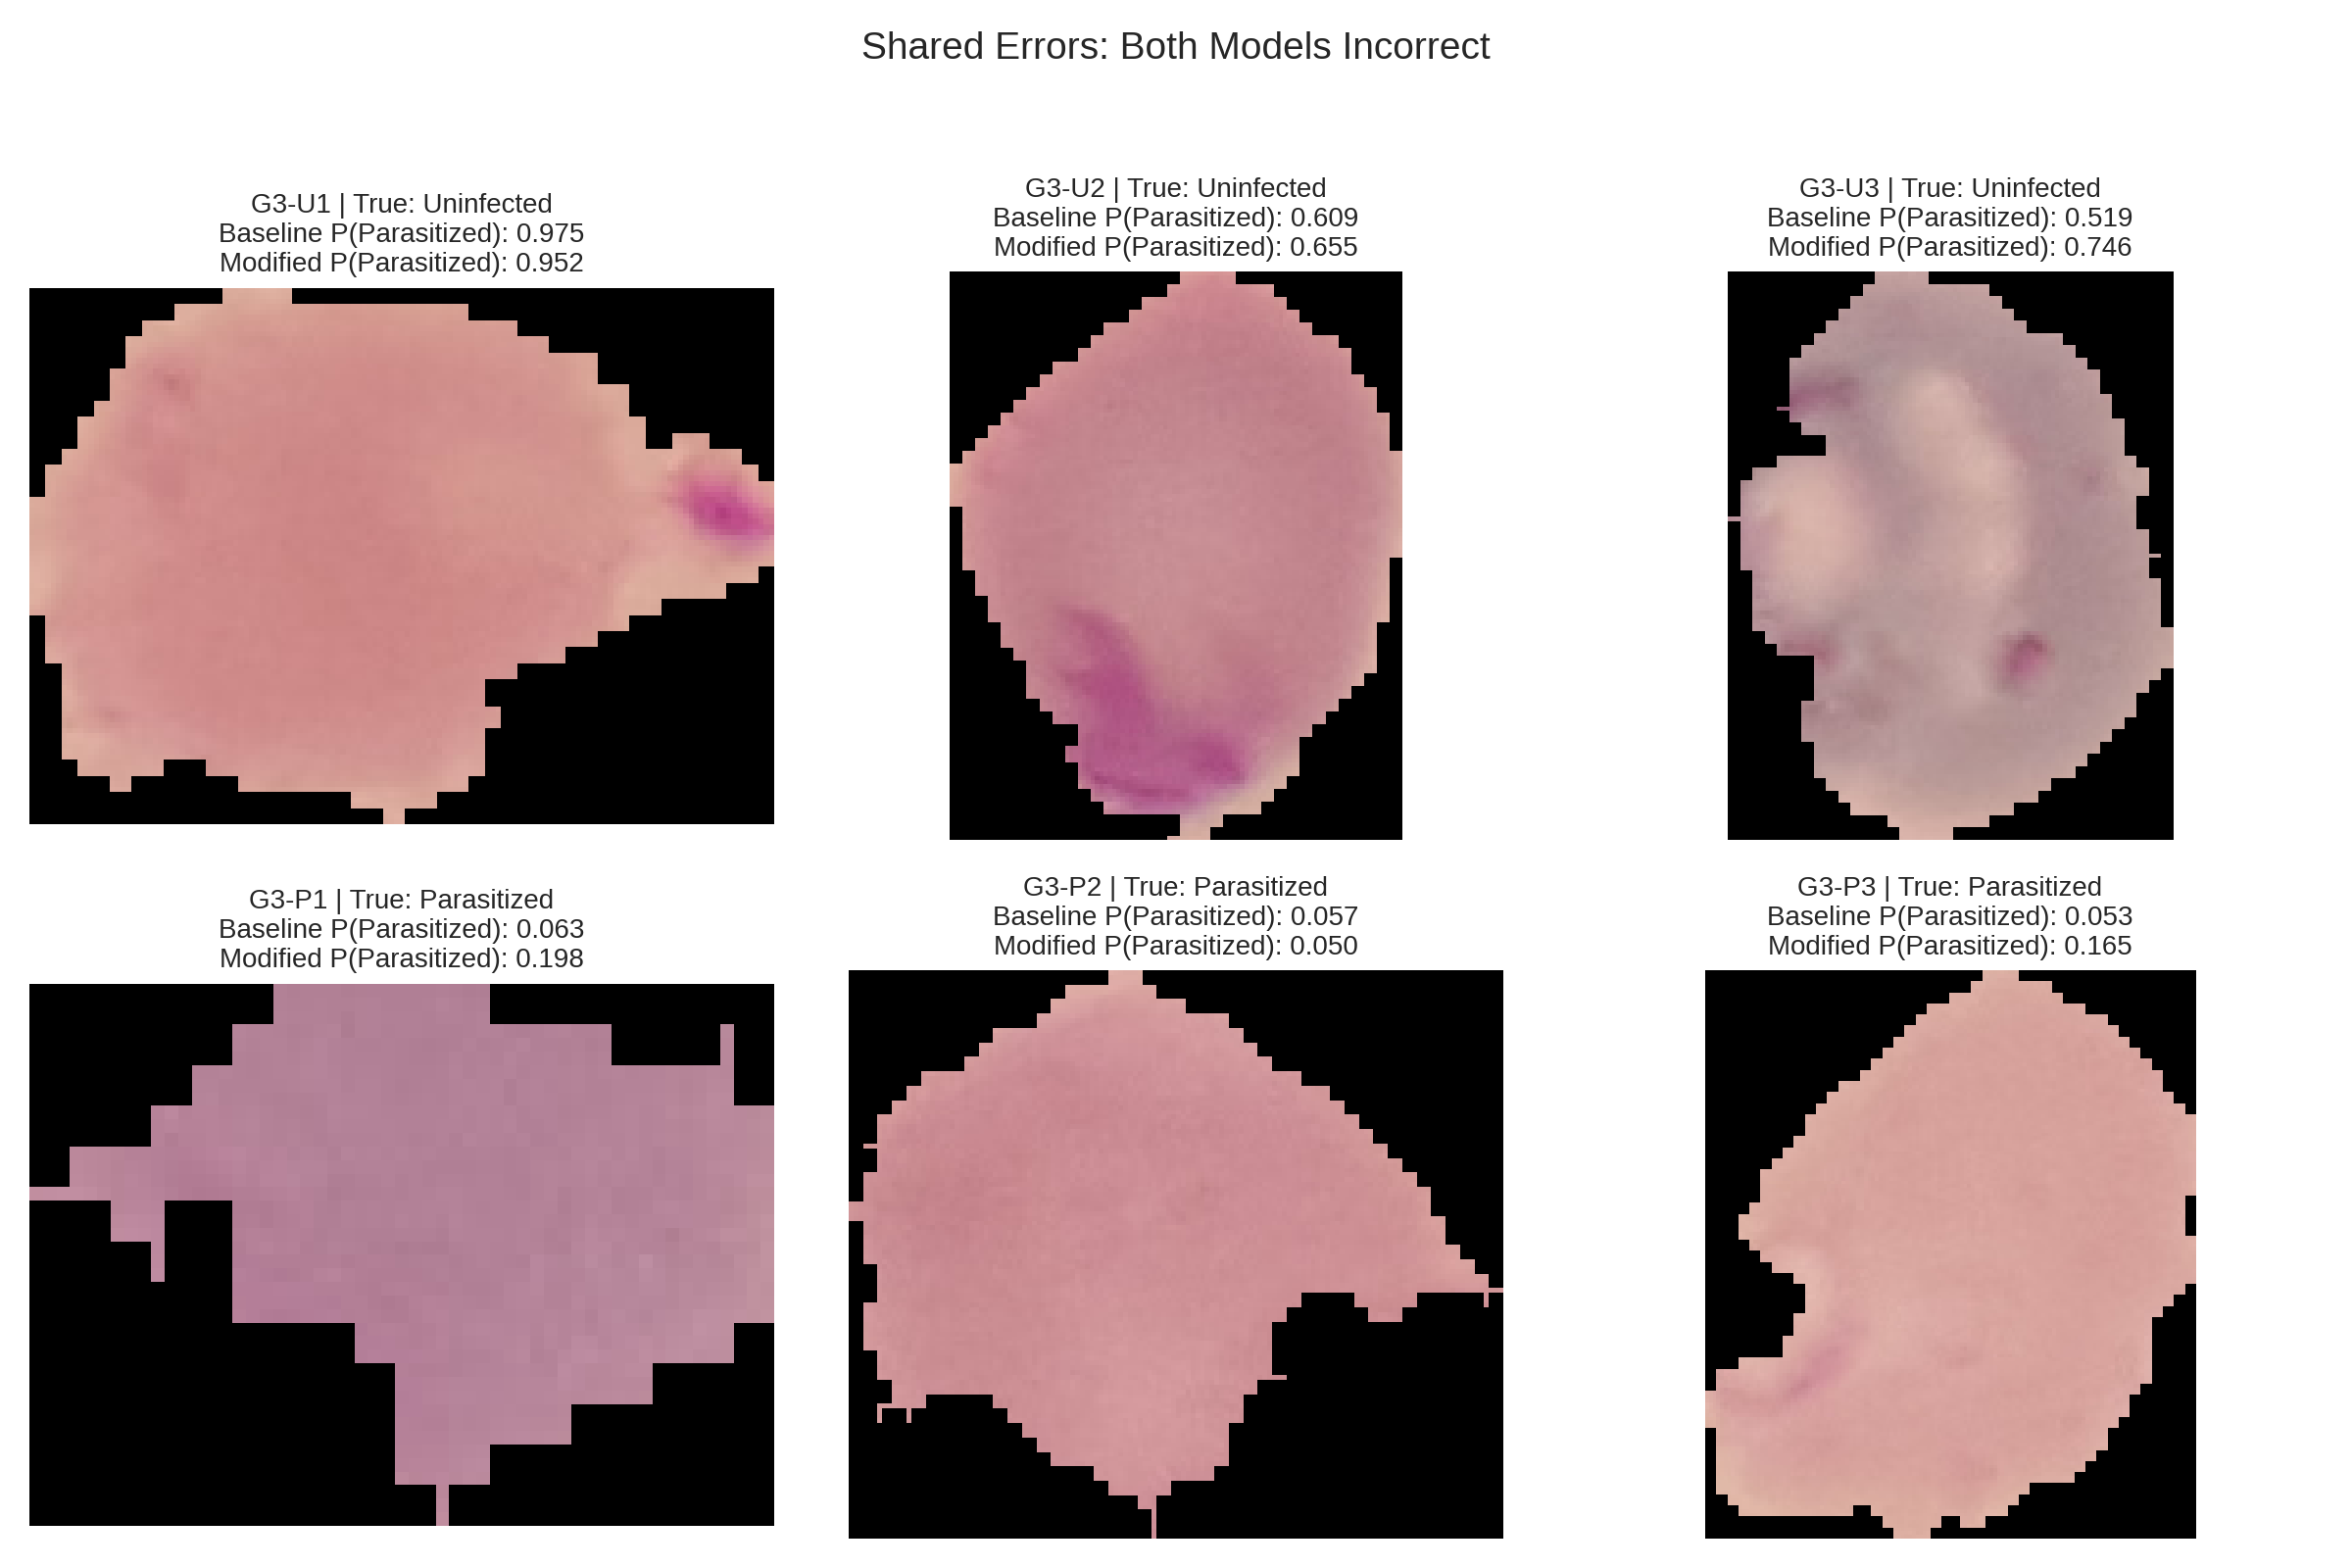 Shared Errors: Both Models Incorrect
G3-U1 | True: Uninfected
Baseline P(Parasitized): 0.975
Modified P(Parasitized): 0.952
G3-U2 | True: Uninfected
Baseline P(Parasitized): 0.609
Modified P(Parasitized): 0.655
G3-U3 | True: Uninfected
Baseline P(Parasitized): 0.519
Modified P(Parasitized): 0.746
G3-P1 | True: Parasitized
Baseline P(Parasitized): 0.063
Modified P(Parasitized): 0.198
G3-P2 | True: Parasitized
Baseline P(Parasitized): 0.057
Modified P(Parasitized): 0.050
G3-P3 | True: Parasitized
Baseline P(Parasitized): 0.053
Modified P(Parasitized): 0.165